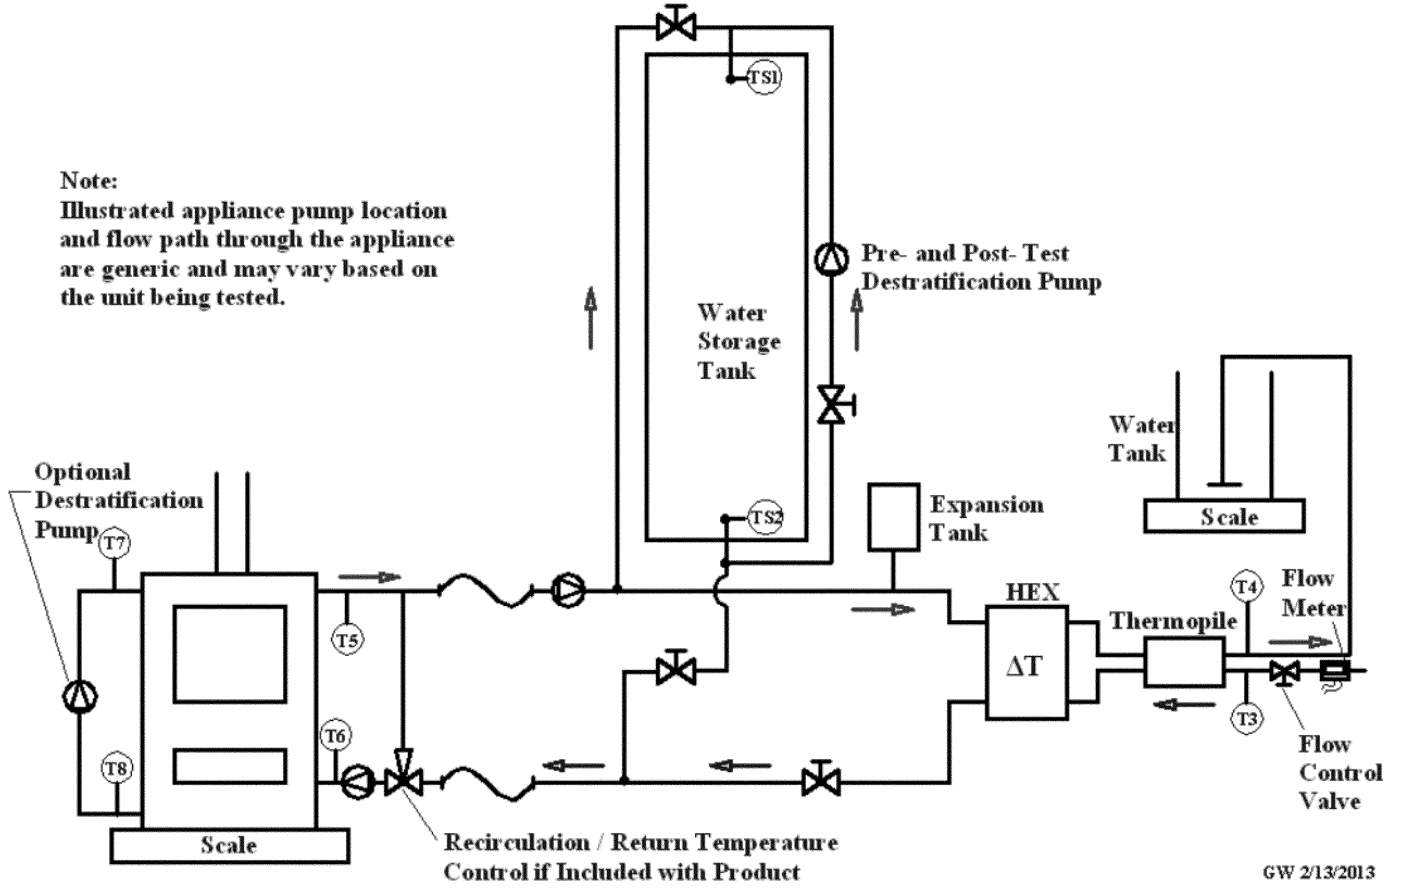 TS1
Note:
Illustrated appliance pump location
and flow path through the appliance
are generic and may vary based on
the unit being tested.
Pre- and Post- Test
Destratification Pump
Water
Storage
Tank
Water
Tank
Scale
Optional
Destratification
Pump
T7
TS2
Expansion
Tank
T5
HEX
ΔT
Thermopile
T4
Flow
Meter
T3
T6
T8
Flow
Control
Valve
Scale
Recirculation / Return Temperature
Control if Included with Product
GW 2/13/2013